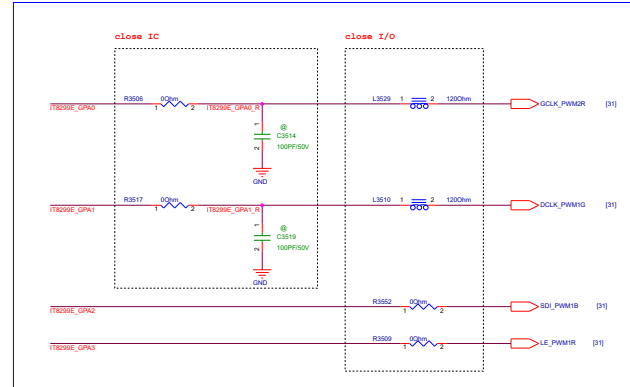 close IC
close I/O
R3506 0Ohm
IT8299E_GPA0 1 2 IT8299E_GPA0_R
L3529 1 2 120Ohm
GCLK_PWM2R [31]
1
@
C3514
2
100PF/50V
GND
R3517 0Ohm
IT8299E_GPA1 1 2 IT8299E_GPA1_R
L3510 1 2 120Ohm
DCLK_PWM1G [31]
1
@
C3519
2
100PF/50V
GND
IT8299E_GPA2
R3552 0Ohm
1 2
SDI_PWM1B [31]
IT8299E_GPA3
R3509 0Ohm
1 2
LE_PWM1R [31]